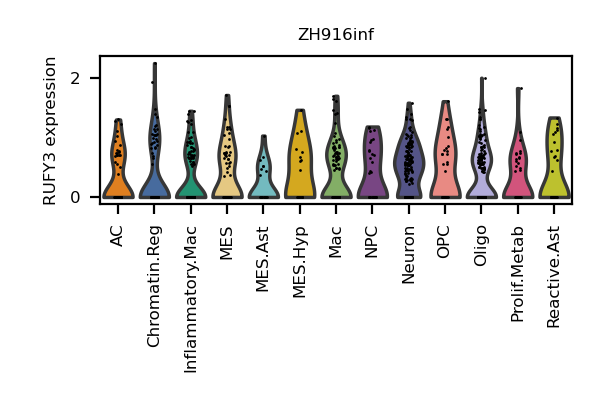 ZH916inf
RUFY3 expression
2
0
AC
Chromatin.Reg
Inflammatory.Mac
MES
MES.Ast
MES.Hyp
Mac
NPC
Neuron
OPC
Oligo
Prolif.Metab
Reactive.Ast